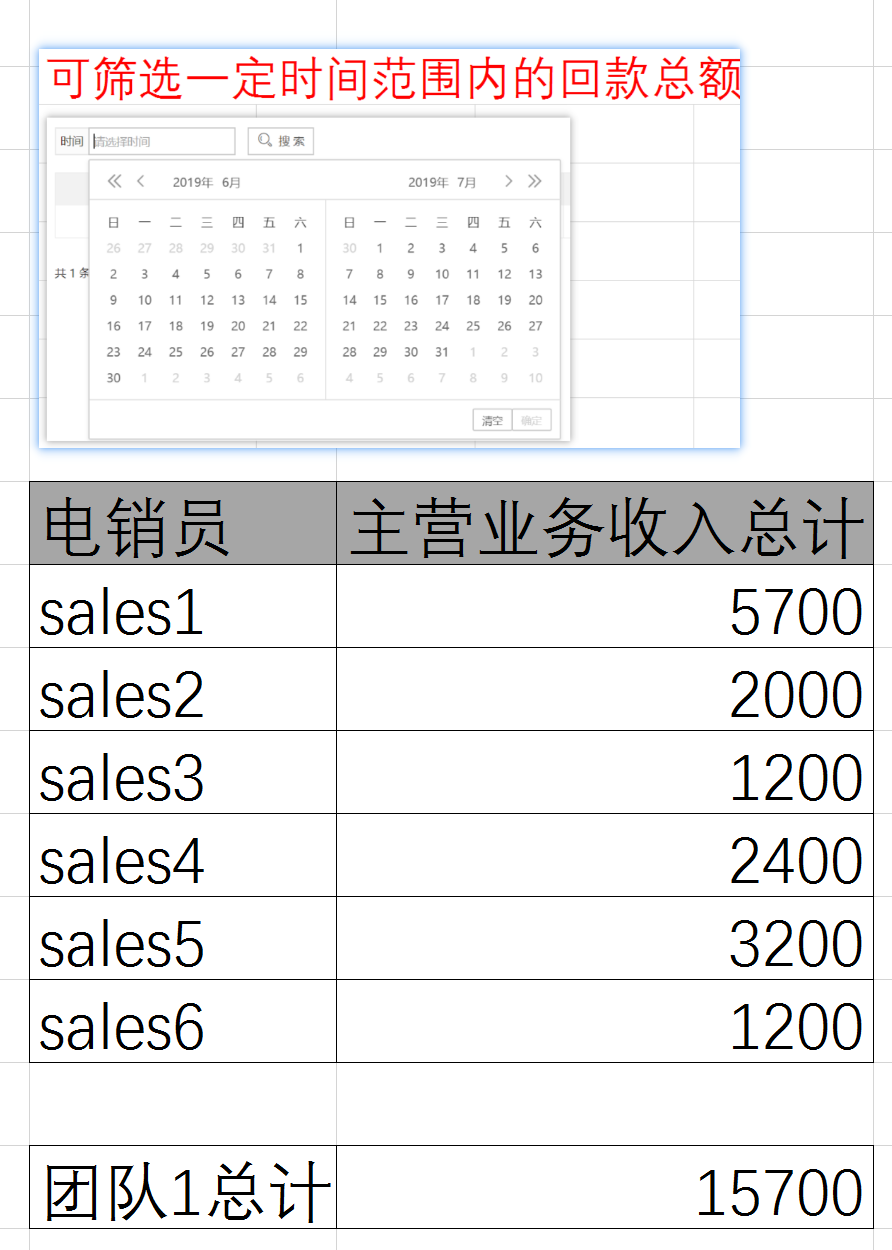 可筛选一定时间范围内的回款总额
时间 请选择时间 搜 索
2019年 6月 2019年 7月
日 一 二 三 四 五 六 日 一 二 三 四 五 六
26 27 28 29 30 31 1 30 1 2 3 4 5 6
共 1 条 2 3 4 5 6 7 8 7 8 9 10 11 12 13
9 10 11 12 13 14 15 14 15 16 17 18 19 20
16 17 18 19 20 21 22 21 22 23 24 25 26 27
23 24 25 26 27 28 29 28 29 30 31 1 2 3
30 1 2 3 4 5 6 4 5 6 7 8 9 10
清空 确定
电销员 主营业务收入总计
sales1 5700
sales2 2000
sales3 1200
sales4 2400
sales5 3200
sales6 1200
团队1总计 15700